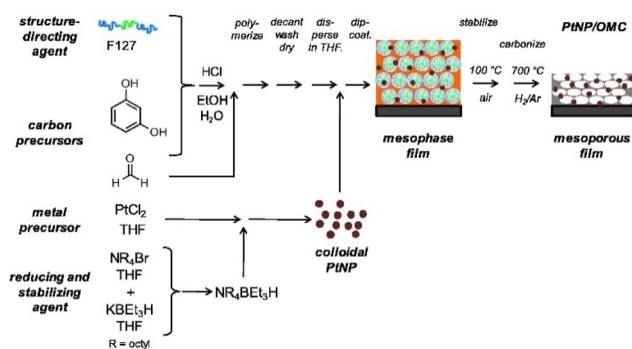 structure-
directing
agent
F127
OH
OH
carbon
precursors
O
H H
HCl
EtOH
H2O
poly-
merize
decant
wash
dry
dis-
perse
in THF.
dip-
coat.
mesophase
film
stabilize
100 °C
air
carbonize
700 °C
H2/Ar
PtNP/OMC
mesoporous
film
metal
precursor
PtCl2
THF
colloidal
PtNP
reducing and
stabilizing
agent
NR4Br
THF
+
KBEt3H
THF
R = octyl
NR4BEt3H